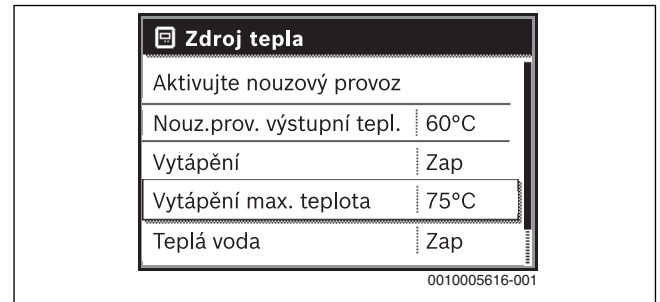 Zdroj tepla
Aktivujte nouzový provoz
Nouz.prov. výstupní tepl. 60°C
Vytápění Zap
Vytápění max. teplota 75°C
Teplá voda Zap
0010005616-001